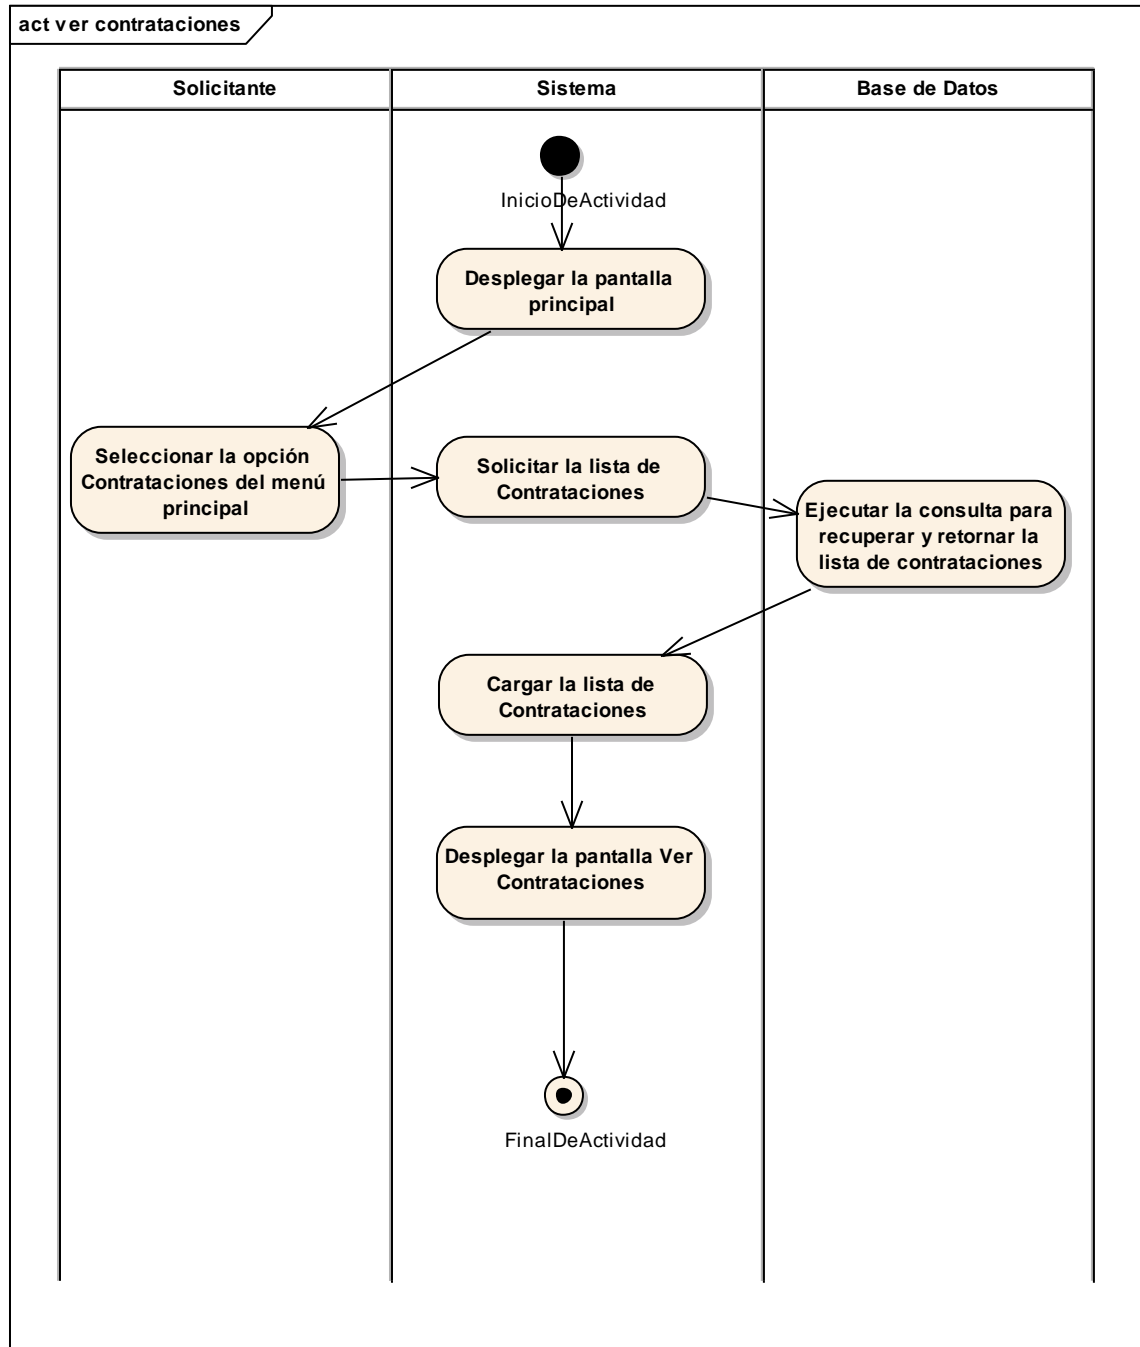 act ver contrataciones
Solicitante
Sistema
Base de Datos
InicioDeActividad
Desplegar la pantalla
principal
Seleccionar la opción
Contrataciones del menú
principal
Solicitar la lista de
Contrataciones
Ejecutar la consulta para
recuperar y retornar la
lista de contrataciones
Cargar la lista de
Contrataciones
Desplegar la pantalla Ver
Contrataciones
FinalDeActividad